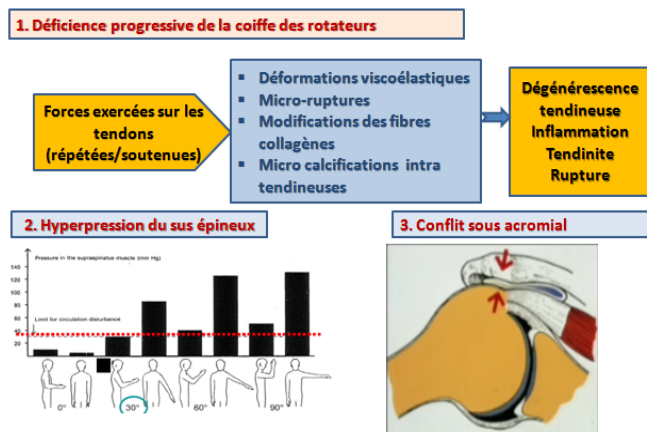 1. Déficience progressive de la coiffe des rotateurs
Forces exercées sur les
tendons
(répétées/soutenues)
▪ Déformations viscoélastiques
▪ Micro-ruptures
▪ Modifications des fibres
collagènes
▪ Micro calcifications intra
tendineuses
Dégénérescence
tendineuse
Inflammation
Tendinite
Rupture
2. Hyperpression du sus épineux
3. Conflit sous acromial
Pressure in the supraspinatus muscle (mm Hg)
140
120
100
80
60
Limit for circulation disturbance
40
20
0°
30°
60°
90°